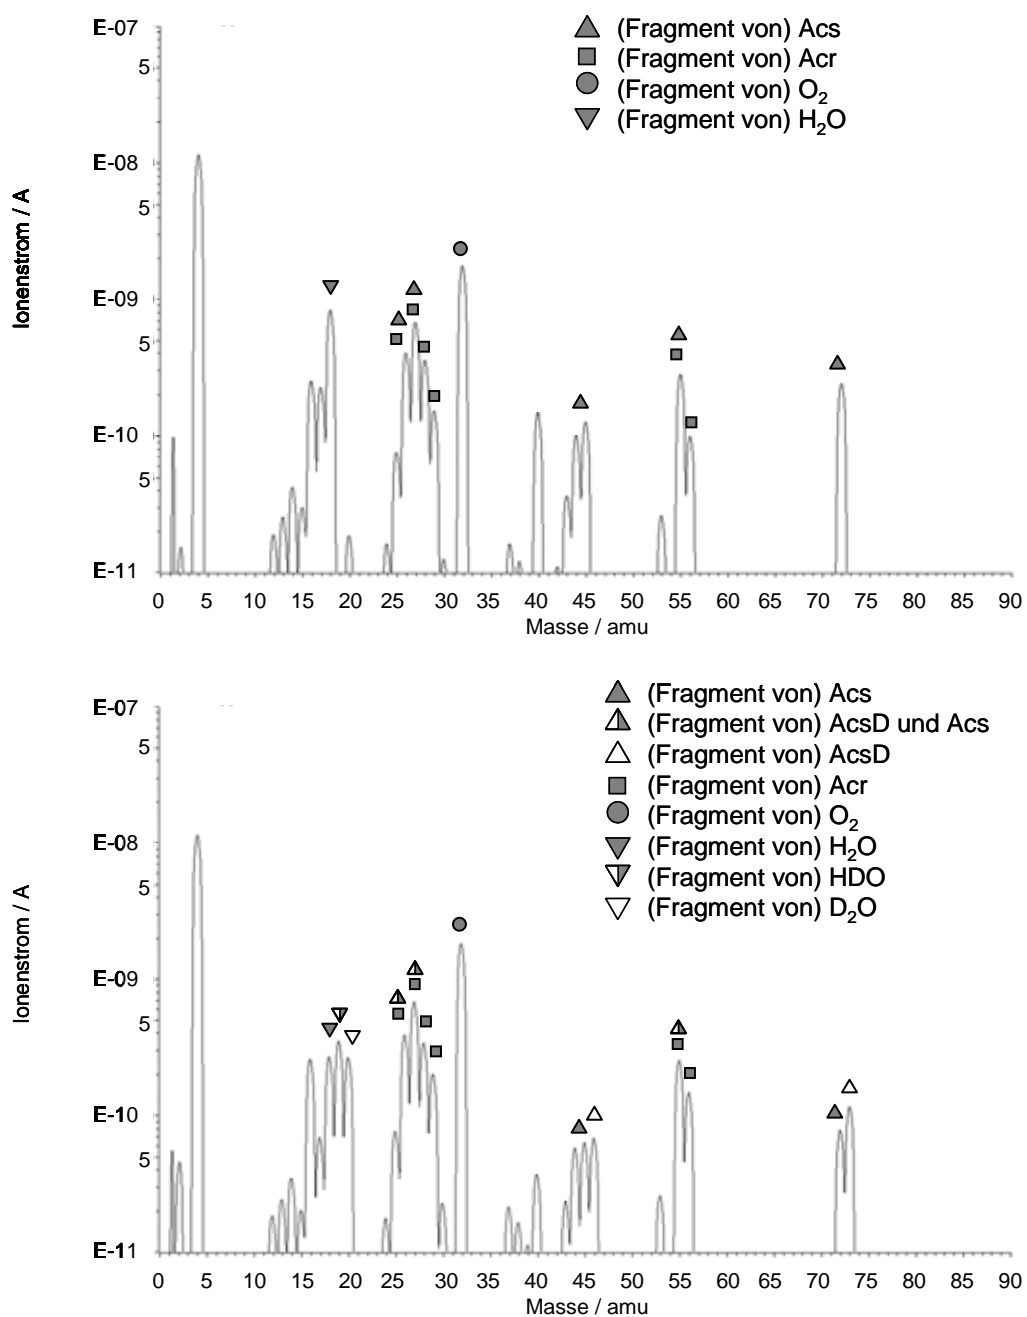 E-07
5
E-08
5
E-09
5
E-10
5
E-11
Ionenstrom / A
(Fragment von) Acs
(Fragment von) Acr
(Fragment von) O2
(Fragment von) H2O
0 5 10 15 20 25 30 35 40 45 50 55 60 65 70 75 80 85 90
Masse / amu
E-07
5
E-08
5
E-09
5
E-10
5
E-11
Ionenstrom / A
(Fragment von) Acs
(Fragment von) AcsD und Acs
(Fragment von) AcsD
(Fragment von) Acr
(Fragment von) O2
(Fragment von) H2O
(Fragment von) HDO
(Fragment von) D2O
0 5 10 15 20 25 30 35 40 45 50 55 60 65 70 75 80 85 90
Masse / amu